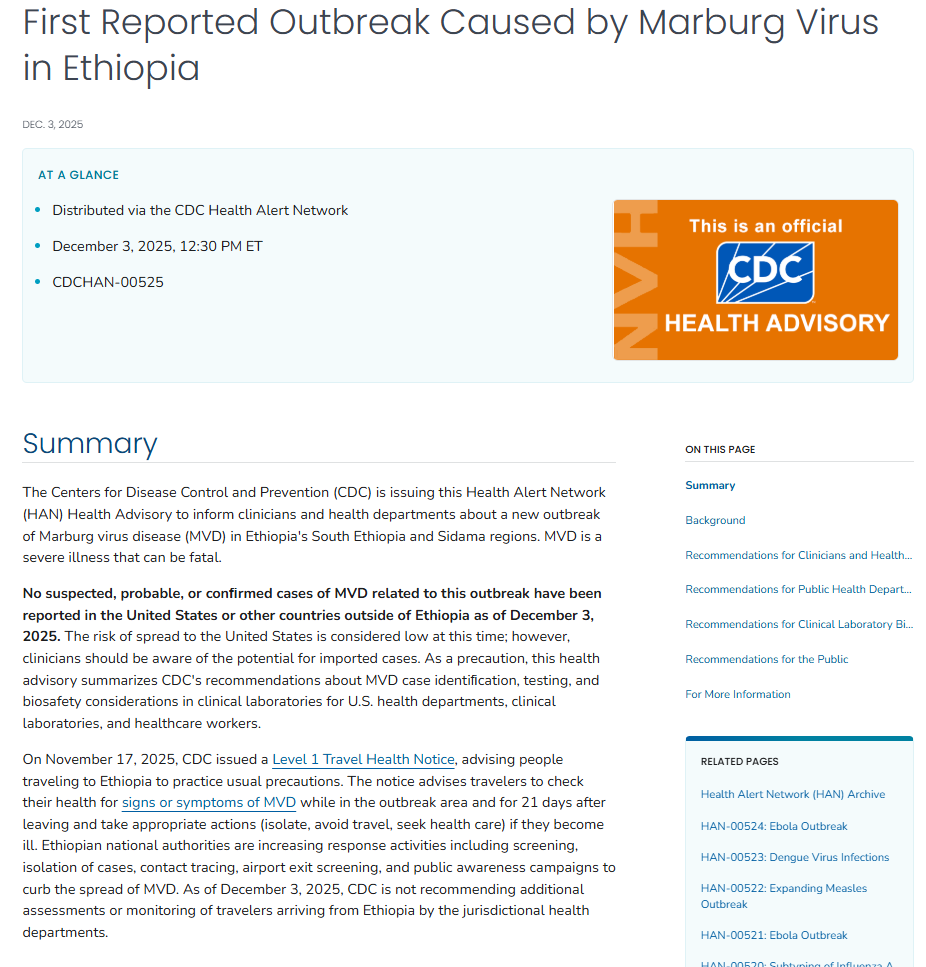 First Reported Outbreak Caused by Marburg Virus
in Ethiopia
DEC. 3, 2025
AT A GLANCE
Distributed via the CDC Health Alert Network
December 3, 2025, 12:30 PM ET
CDCHAN-00525
HAN
This is an official
CDC
HEALTH ADVISORY
Summary
The Centers for Disease Control and Prevention (CDC) is issuing this Health Alert Network
(HAN) Health Advisory to inform clinicians and health departments about a new outbreak
of Marburg virus disease (MVD) in Ethiopia's South Ethiopia and Sidama regions. MVD is a
severe illness that can be fatal.
No suspected, probable, or confirmed cases of MVD related to this outbreak have been
reported in the United States or other countries outside of Ethiopia as of December 3,
2025. The risk of spread to the United States is considered low at this time; however,
clinicians should be aware of the potential for imported cases. As a precaution, this health
advisory summarizes CDC's recommendations about MVD case identification, testing, and
biosafety considerations in clinical laboratories for U.S. health departments, clinical
laboratories, and healthcare workers.
On November 17, 2025, CDC issued a Level 1 Travel Health Notice, advising people
traveling to Ethiopia to practice usual precautions. The notice advises travelers to check
their health for signs or symptoms of MVD while in the outbreak area and for 21 days after
leaving and take appropriate actions (isolate, avoid travel, seek health care) if they become
ill. Ethiopian national authorities are increasing response activities including screening,
isolation of cases, contact tracing, airport exit screening, and public awareness campaigns to
curb the spread of MVD. As of December 3, 2025, CDC is not recommending additional
assessments or monitoring of travelers arriving from Ethiopia by the jurisdictional health
departments.
ON THIS PAGE
Summary
Background
Recommendations for Clinicians and Health...
Recommendations for Public Health Depart...
Recommendations for Clinical Laboratory Bi...
Recommendations for the Public
For More Information
RELATED PAGES
Health Alert Network (HAN) Archive
HAN-00524: Ebola Outbreak
HAN-00523: Dengue Virus Infections
HAN-00522: Expanding Measles
Outbreak
HAN-00521: Ebola Outbreak
HAN-00520: Subtyping of Influenza A